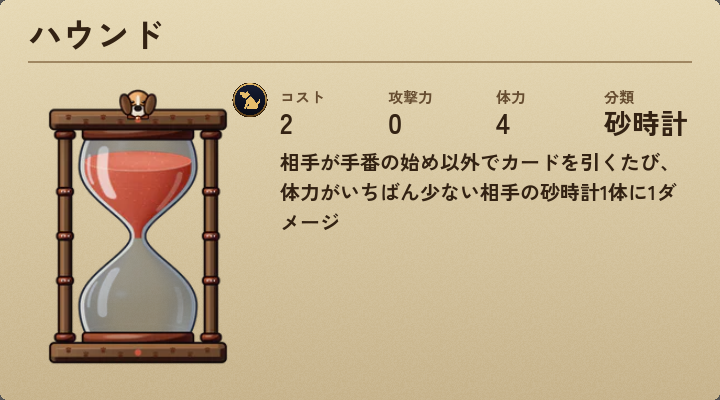 ハウンド
コスト 攻撃力 体力 分類
2 0 4 砂時計
相手が手番の始め以外でカードを引くたび、
体力がいちばん少ない相手の砂時計1体に1ダ
メージ